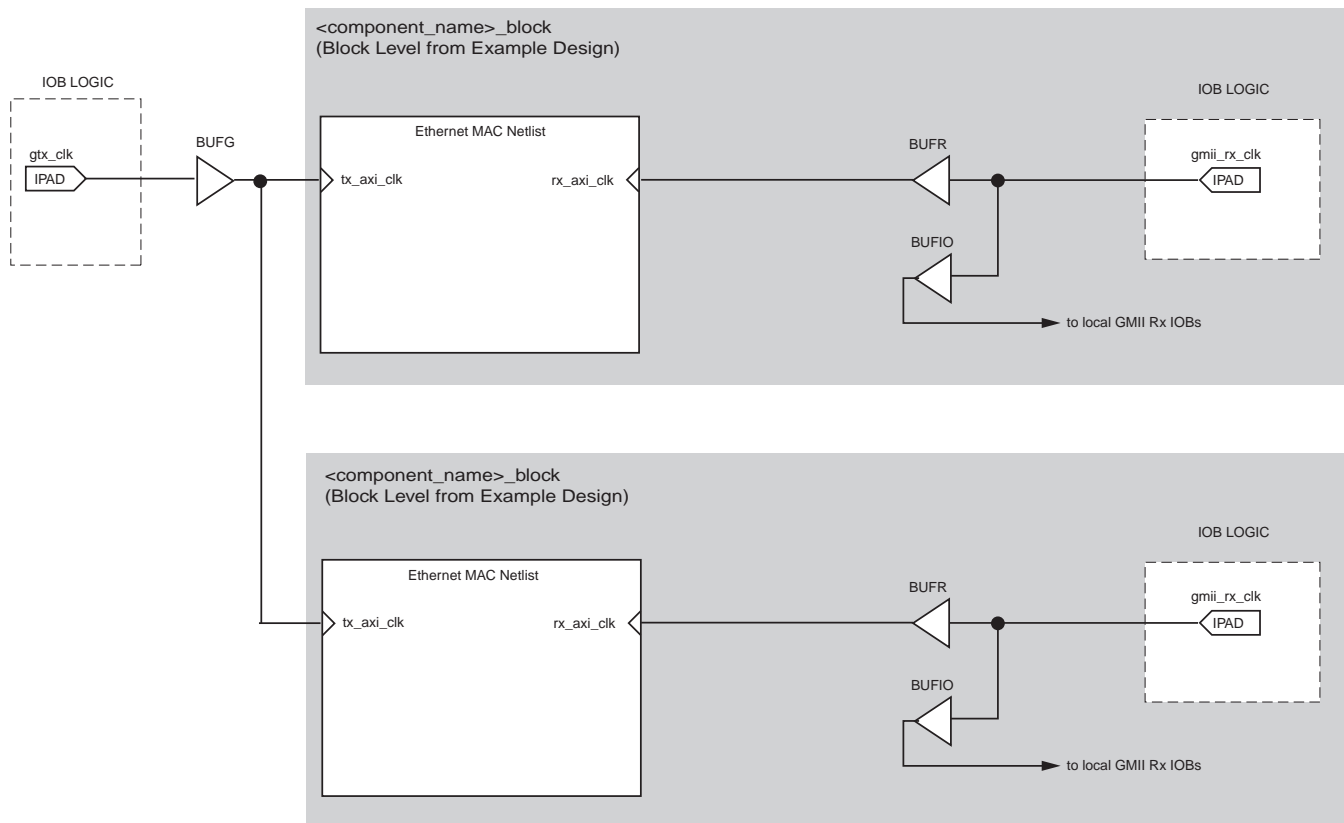 <component_name>_block
(Block Level from Example Design)
IOB LOGIC
gtx_clk
IPAD
BUFG
Ethernet MAC Netlist
tx_axi_clk
rx_axi_clk
BUFR
BUFIO
to local GMII Rx IOBs
IOB LOGIC
gmii_rx_clk
IPAD
<component_name>_block
(Block Level from Example Design)
Ethernet MAC Netlist
tx_axi_clk
rx_axi_clk
BUFR
BUFIO
to local GMII Rx IOBs
IOB LOGIC
gmii_rx_clk
IPAD